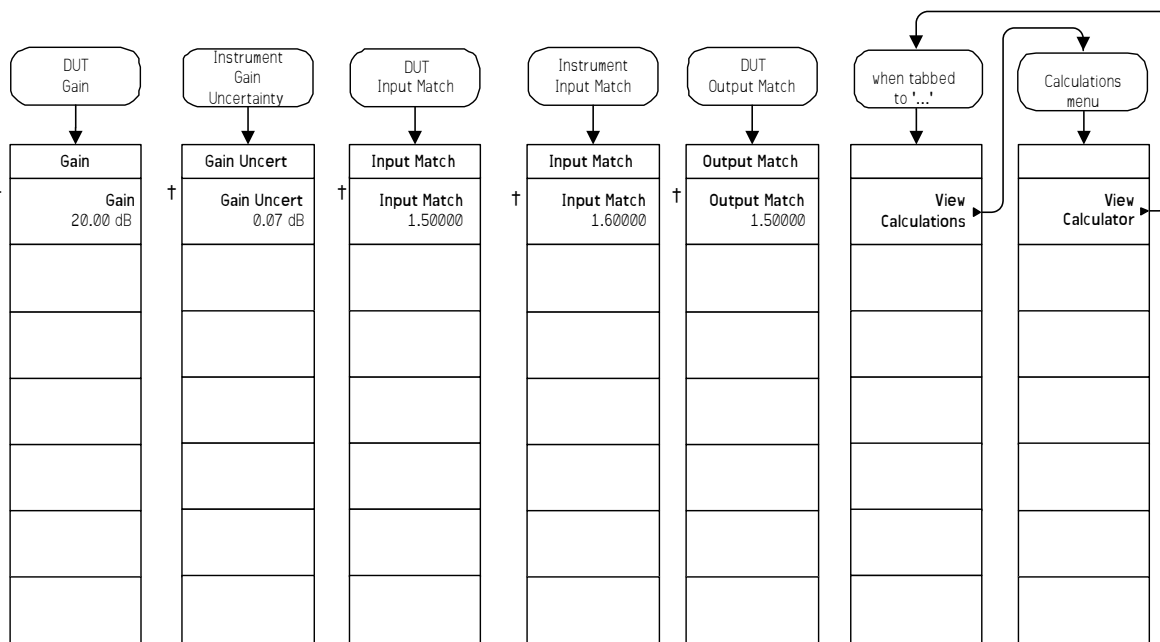 DUT
Gain
Instrument
Gain
Uncertainty
DUT
Input Match
Instrument
Input Match
DUT
Output Match
when tabbed
to '...'
Calculations
menu
Gain
Gain Uncert
Input Match
Input Match
Output Match
Gain
20.00 dB
† Gain Uncert
0.07 dB
† Input Match
1.50000
† Input Match
1.60000
† Output Match
1.50000
View
Calculations
View
Calculator